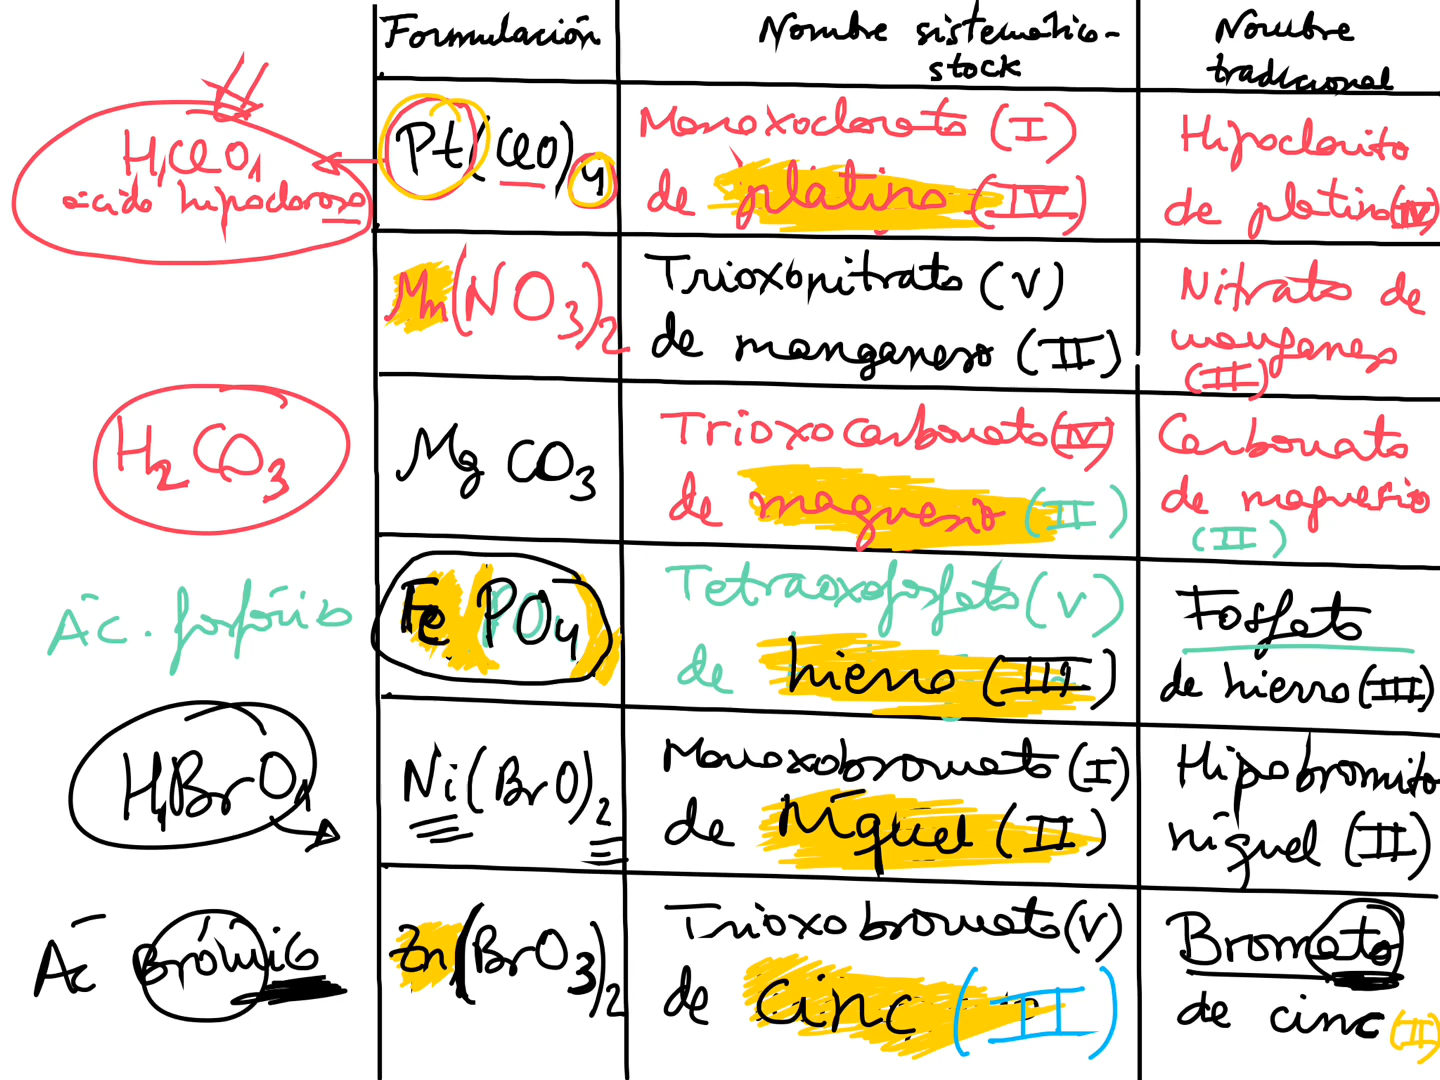 Formulación
Nombre sistemático-
stock
Nombre
tradicional
H₁ClO₁
ácido hipocloroso
Pt(ClO)4
Monoxoclorato (I)
de platino (IV)
Hipoclorito
de platino (IV)
Mn(NO3)2
Trioxonitrato (V)
de manganeso (II)
Nitrato de
manganeso
(II)
H2CO3
MgCO3
Trioxocarbonato (IV)
de magnesio (II)
Carbonato
de magnesio
(II)
Ác. fosfórico
FePO4
Tetraoxofosfato (V)
de hierro (III)
Fosfato
de hierro (III)
H₁BrO₁
Ni(BrO)2
Monoxobromato (I)
de níquel (II)
Hipobromito
níquel (II)
Ác Brómico
Zn(BrO3)2
Trioxobromato (V)
de cinc (II)
Bromato
de cinc (II)